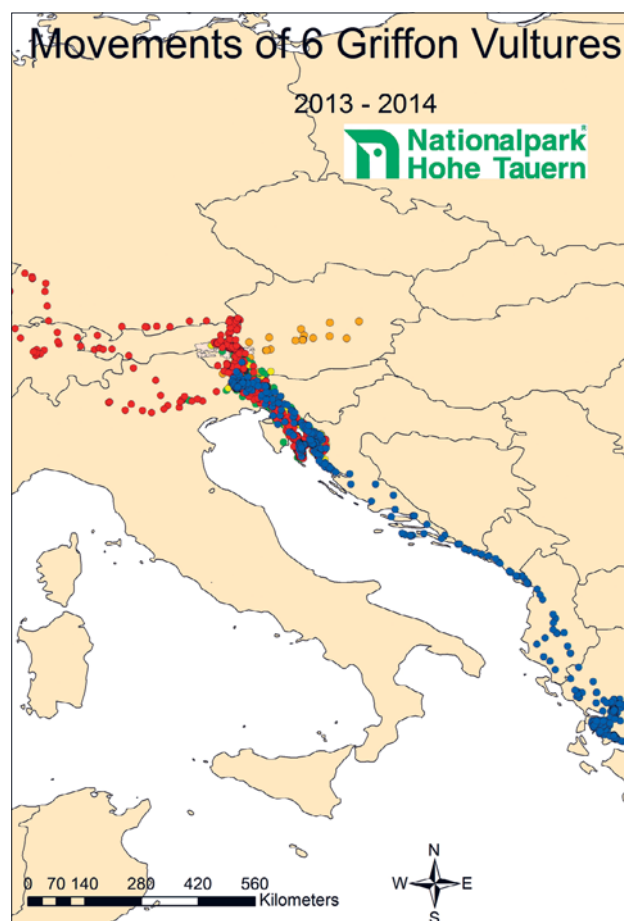 Movements of 6 Griffon Vultures
2013 - 2014
Nationalpark®
Hohe Tauern
N
W E
S
0 70 140 280 420 560
Kilometers